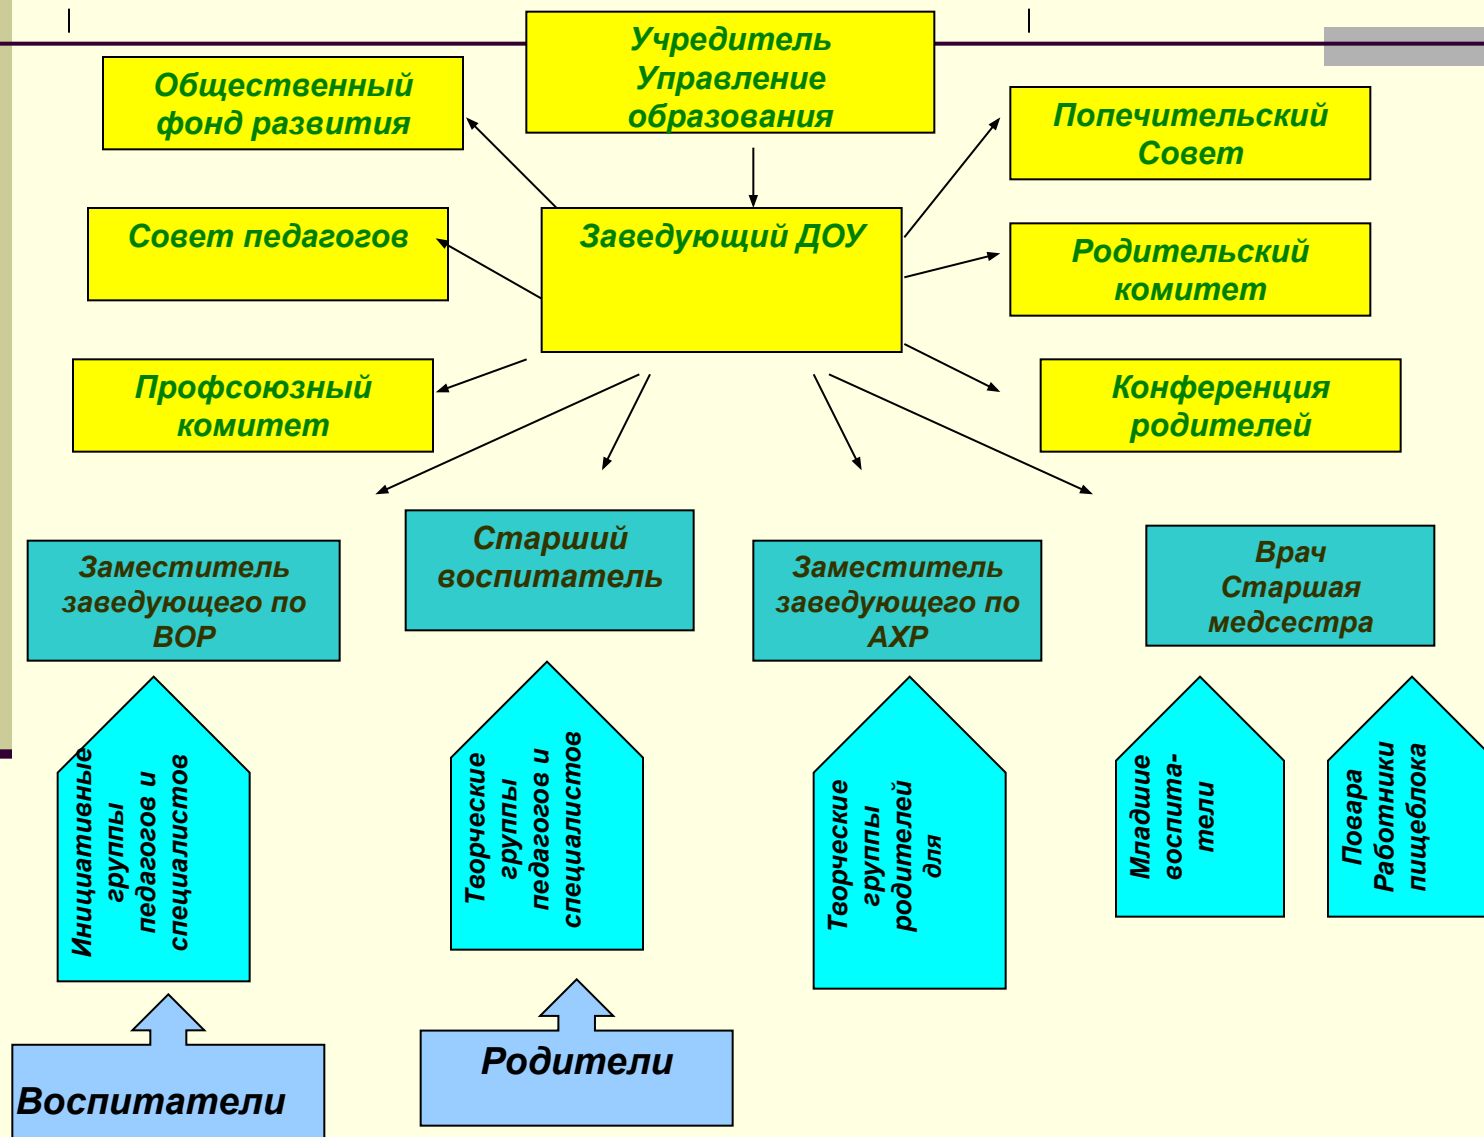 Учредитель
Управление
образования
Общественный
фонд развития
Попечительский
Совет
Совет педагогов
Заведующий ДОУ
Родительский
комитет
Профсоюзный
комитет
Конференция
родителей
Заместитель
заведующего по
ВОР
Старший
воспитатель
Заместитель
заведующего по
АХР
Врач
Старшая
медсестра
Инициативные
группы
педагогов и
специалистов
Творческие
группы
педагогов и
специалистов
Творческие
группы
родителей
для
Младшие
воспита-
тели
Повара
Работники
пищеблока
Воспитатели
Родители